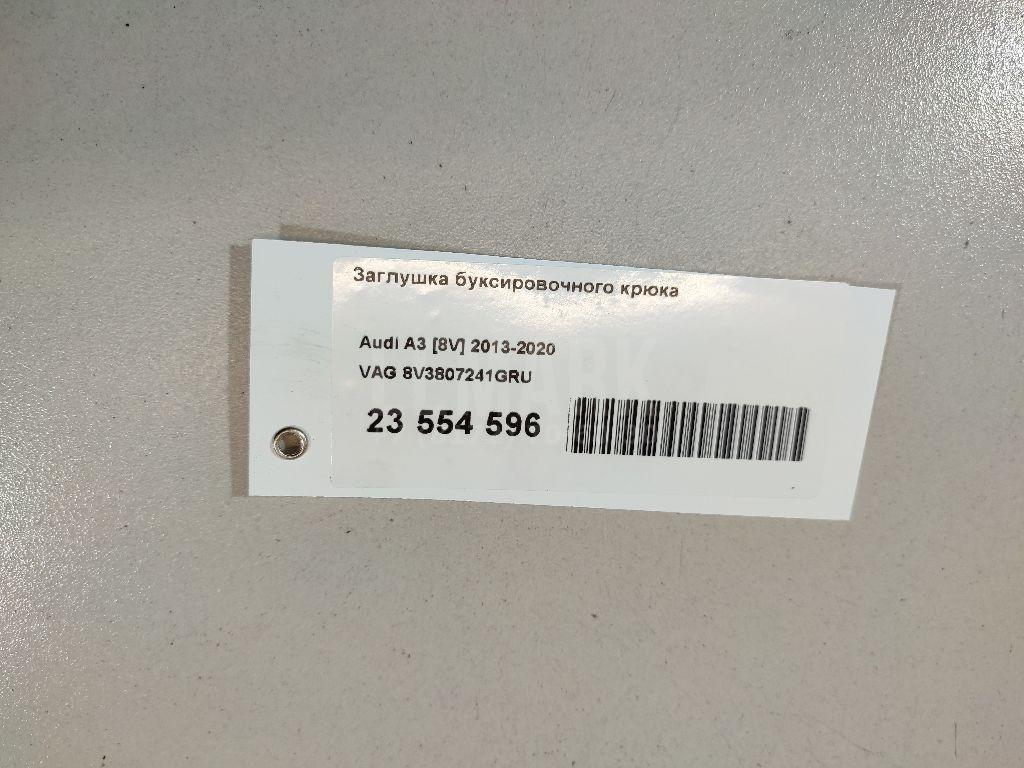 Заглушка буксировочного крюка
Audi A3 [8V] 2013-2020
VAG 8V3807241GRU
23 554 596